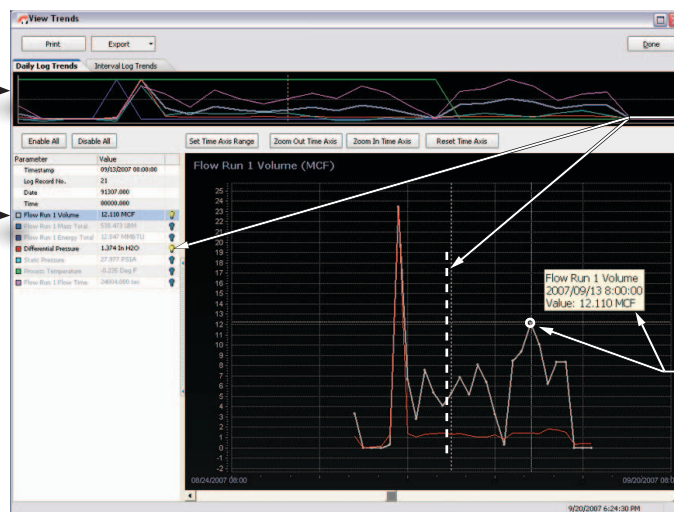 View Trends
Print
Export
Done
Daily Log Trends
Interval Log Trends
Enable All
Disable All
Set Time Axis Range
Zoom Out Time Axis
Zoom In Time Axis
Reset Time Axis
Parameter Value
Timestamp 09/13/2007 08:00:00
Log Record No. 21
Date 91307.000
Time 80000.000
Flow Run 1 Volume 12.110 MCF
Flow Run 1 Mass Total
Flow Run 1 Energy Total
Differential Pressure 1.374 In H2O
Static Pressure 27.977 PSIA
Process Temperature -0.235 Deg F
Flow Run 1 Flow Time
Flow Run 1 Volume (MCF)
25
24
23
22
21
20
19
18
17
16
15
14
13
12
11
10
9
8
7
6
5
4
3
2
1
0
-1
-2
Flow Run 1 Volume
2007/09/13 8:00:00
Value: 12.110 MCF
08/24/2007 08:00
09/20/2007 08:0
9/20/2007 6:24:30 PM